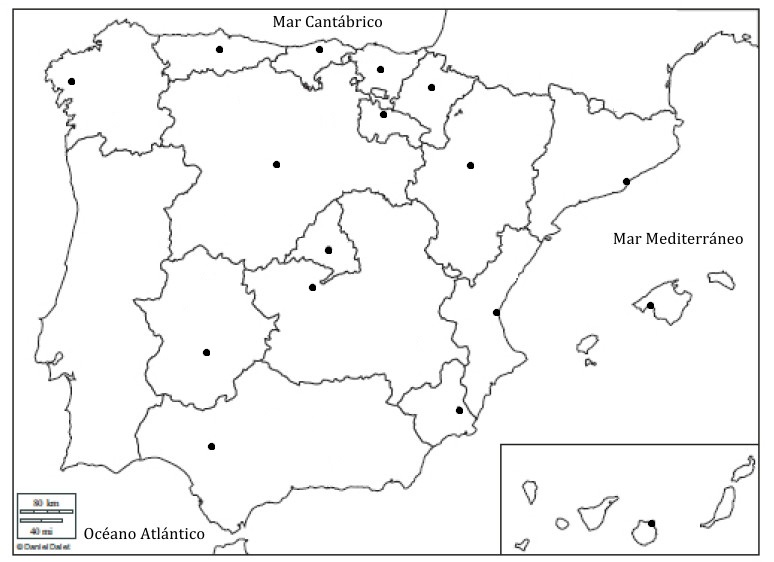 Mar Cantábrico
Mar Mediterráneo
80 km
40 mi
Océano Atlántico
© Daniel Dalet